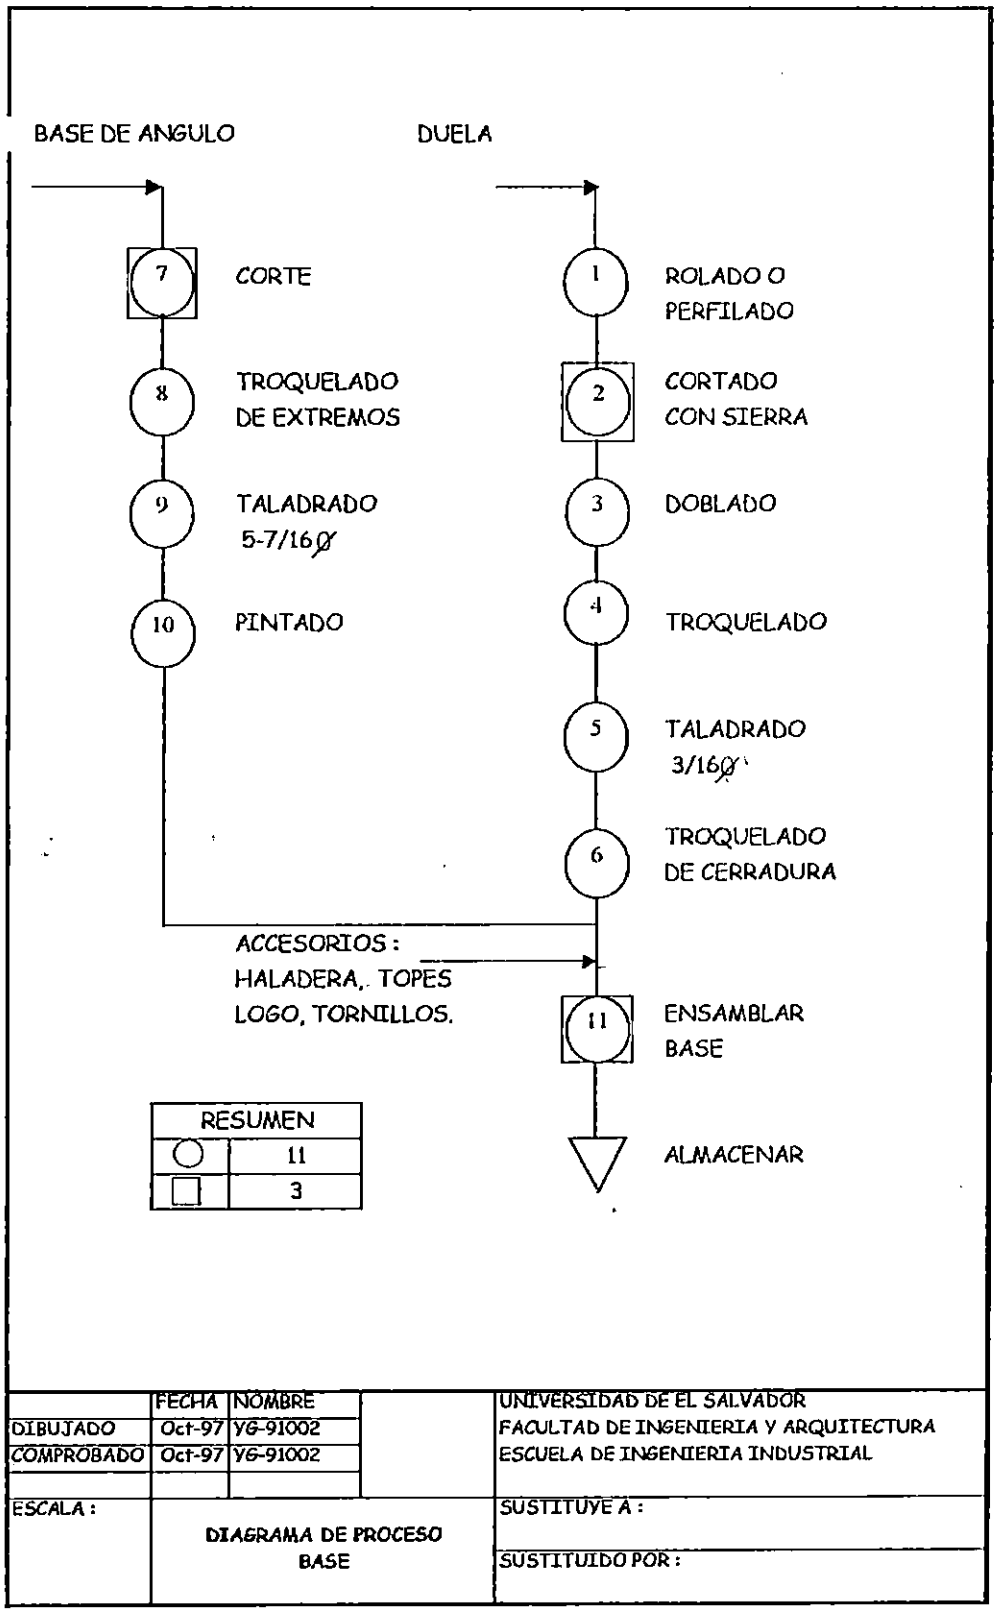 BASE DE ANGULO
DUELA
7
CORTE
1
ROLADO O
PERFILADO
8
TROQUELADO
DE EXTREMOS
2
CORTADO
CON SIERRA
9
TALADRADO
5-7/16Ø
3
DOBLADO
10
PINTADO
4
TROQUELADO
5
TALADRADO
3/16Ø
6
TROQUELADO
DE CERRADURA
ACCESORIOS :
HALADERA, TOPES
LOGO, TORNILLOS.
11
ENSAMBLAR
BASE
ALMACENAR
RESUMEN
11
3
FECHA NOMBRE
DIBUJADO Oct-97 YG-91002
COMPROBADO Oct-97 YG-91002
UNIVERSIDAD DE EL SALVADOR
FACULTAD DE INGENIERIA Y ARQUITECTURA
ESCUELA DE INGENIERIA INDUSTRIAL
ESCALA :
DIAGRAMA DE PROCESO
BASE
SUSTITUYE A :
SUSTITUIDO POR :